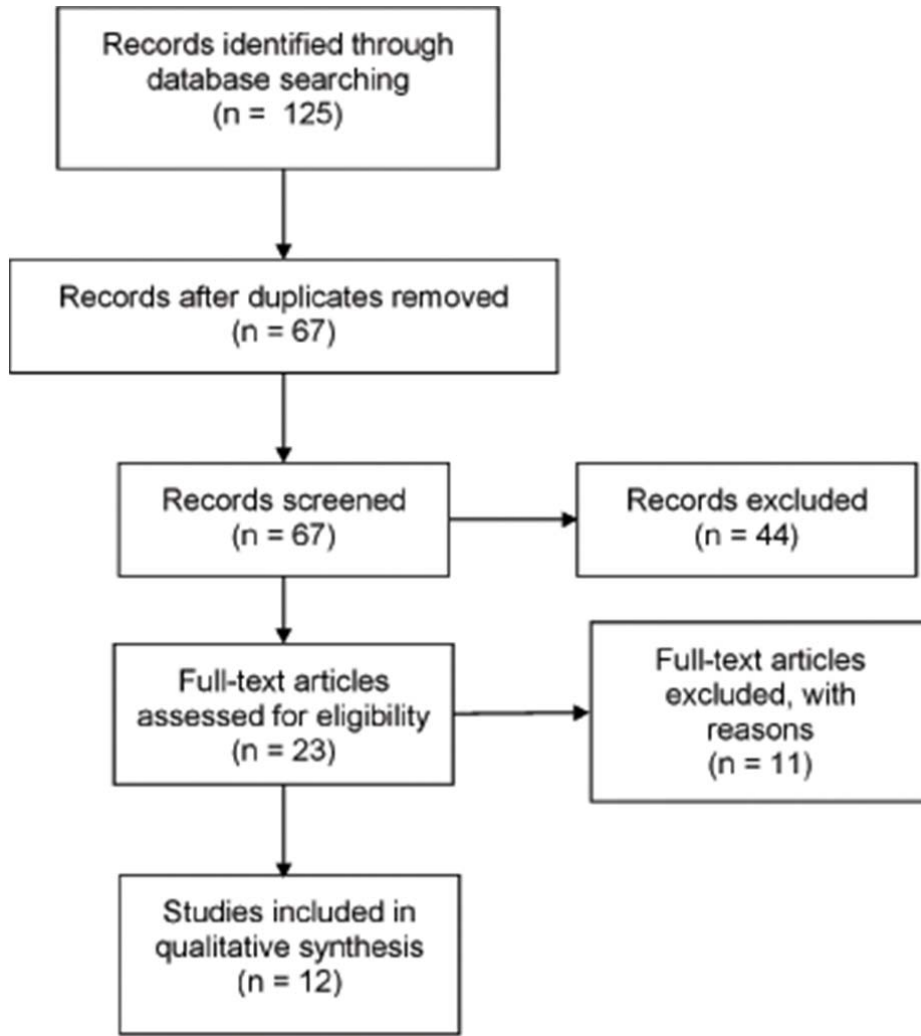 Records identified through
database searching
(n = 125)
Records after duplicates removed
(n = 67)
Records screened
(n = 67)
Records excluded
(n = 44)
Full-text articles
assessed for eligibility
(n = 23)
Full-text articles
excluded, with
reasons
(n = 11)
Studies included in
qualitative synthesis
(n = 12)